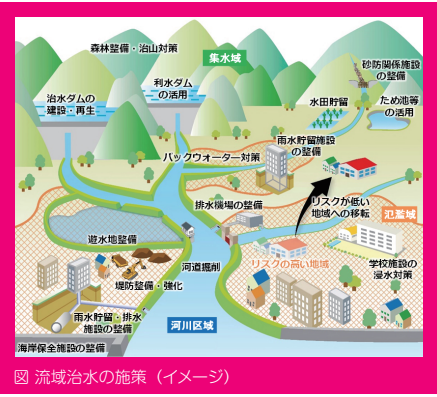 森林整備・治山対策
集水域
砂防関係施設
の整備
利水ダム
の活用
治水ダムの
建設・再生
水田貯留
ため池等
の活用
雨水貯留施設
の整備
バックウォーター対策
リスクが低い
地域への移転
排水機場の整備
氾濫域
遊水地整備
リスクの高い地域
河道掘削
学校施設の
浸水対策
堤防整備・強化
雨水貯留・排水
施設の整備
河川区域
海岸保全施設の整備
図 流域治水の施策（イメージ）